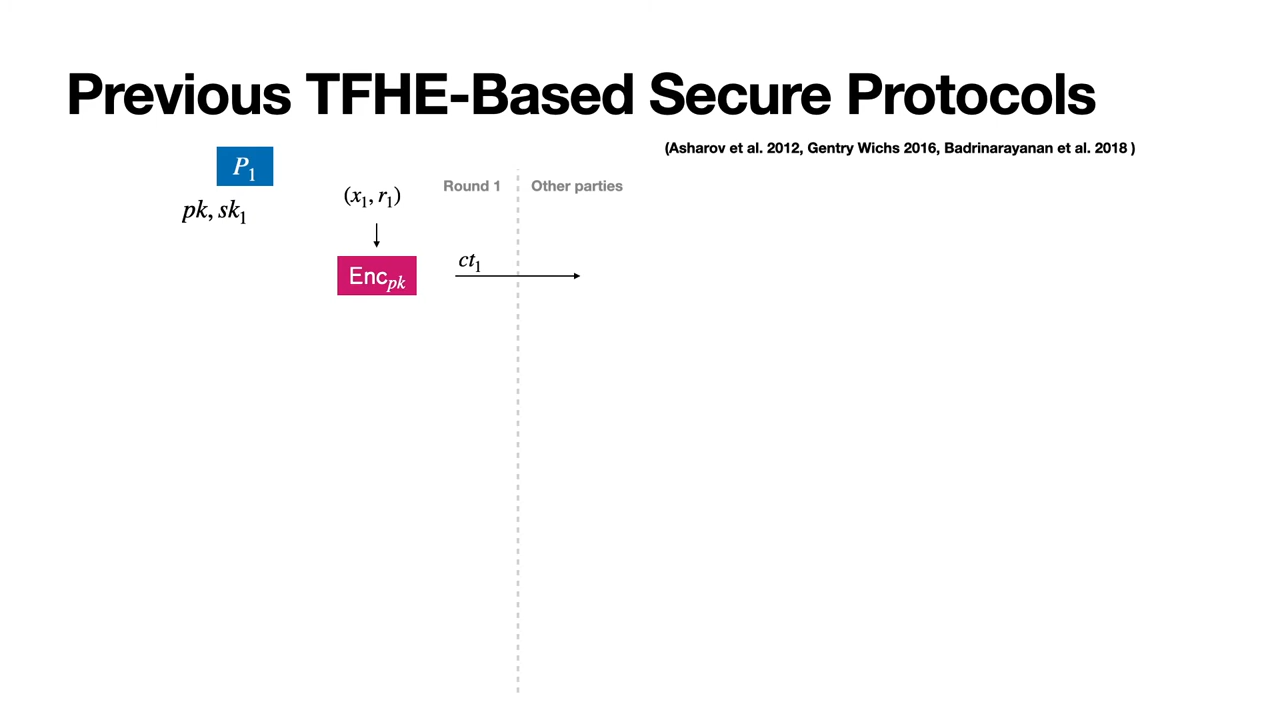 Previous TFHE-Based Secure Protocols
(Asharov et al. 2012, Gentry Wichs 2016, Badrinarayanan et al. 2018 )
P₁
pk, sk₁
(x₁, r₁)
Round 1
Other parties
Encₚₖ
ct₁